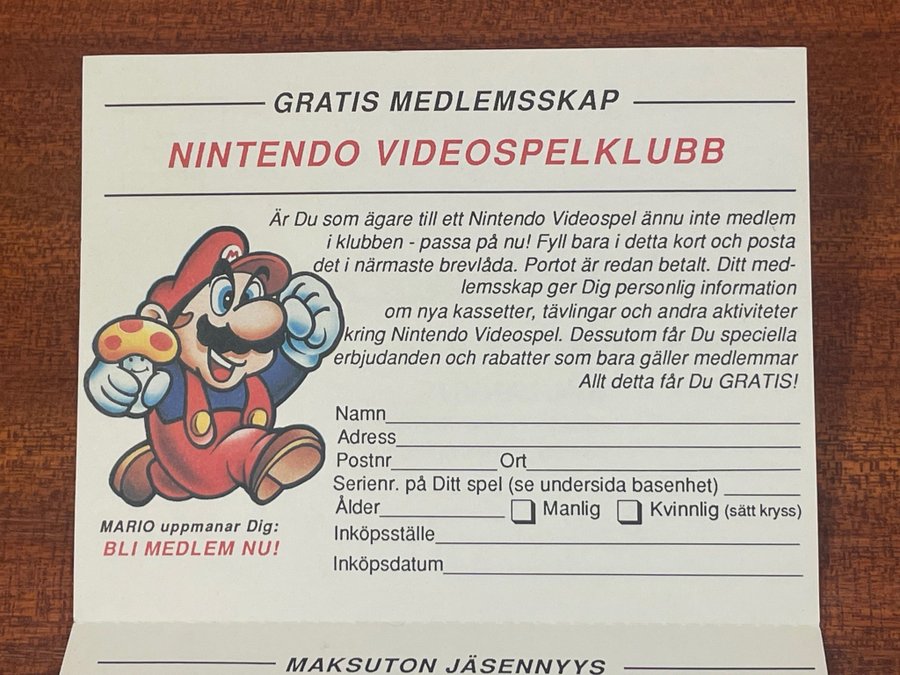 GRATIS MEDLEMSSKAP
NINTENDO VIDEOSPELKLUBB
Är Du som ägare till ett Nintendo Videospel ännu inte medlem
i klubben - passa på nu! Fyll bara i detta kort och posta
det i närmaste brevlåda. Portot är redan betalt. Ditt med-
lemsskap ger Dig personlig information
om nya kassetter, tävlingar och andra aktiviteter
kring Nintendo Videospel. Dessutom får Du speciella
erbjudanden och rabatter som bara gäller medlemmar
Allt detta får Du GRATIS!
M
Namn
Adress
Postnr Ort
Serienr. på Ditt spel (se undersida basenhet)
Ålder Manlig Kvinnlig (sätt kryss)
Inköpsställe
Inköpsdatum
MARIO uppmanar Dig:
BLI MEDLEM NU!
MAKSUTON JÄSENNYYS